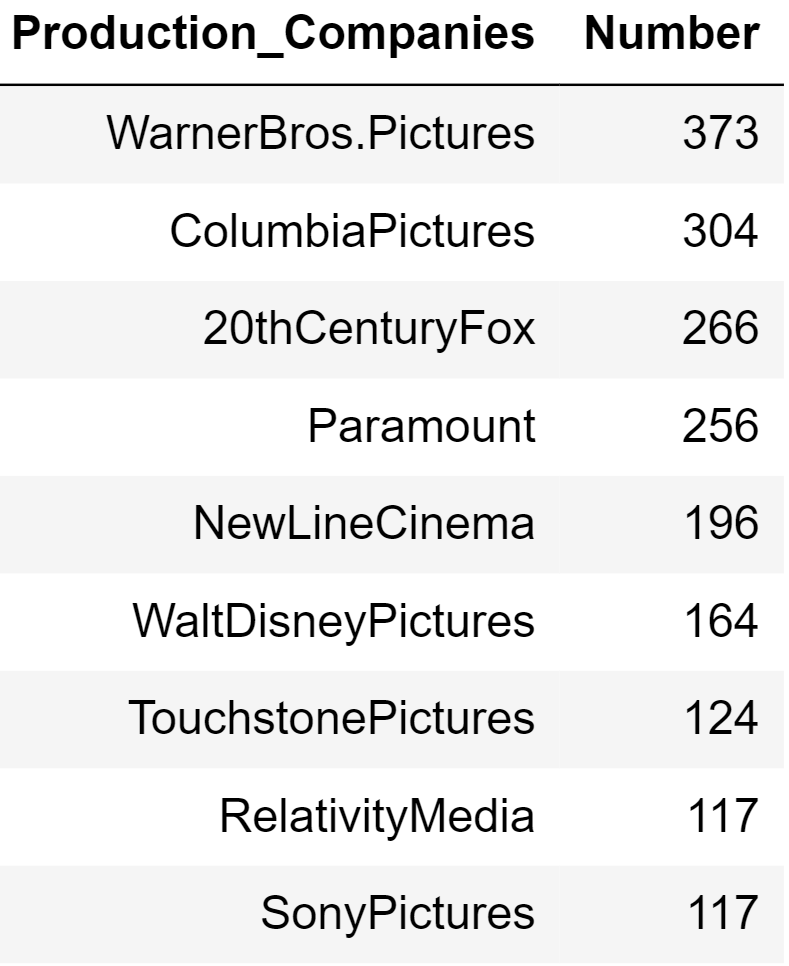 Production_Companies Number
WarnerBros.Pictures 373
ColumbiaPictures 304
20thCenturyFox 266
Paramount 256
NewLineCinema 196
WaltDisneyPictures 164
TouchstonePictures 124
RelativityMedia 117
SonyPictures 117